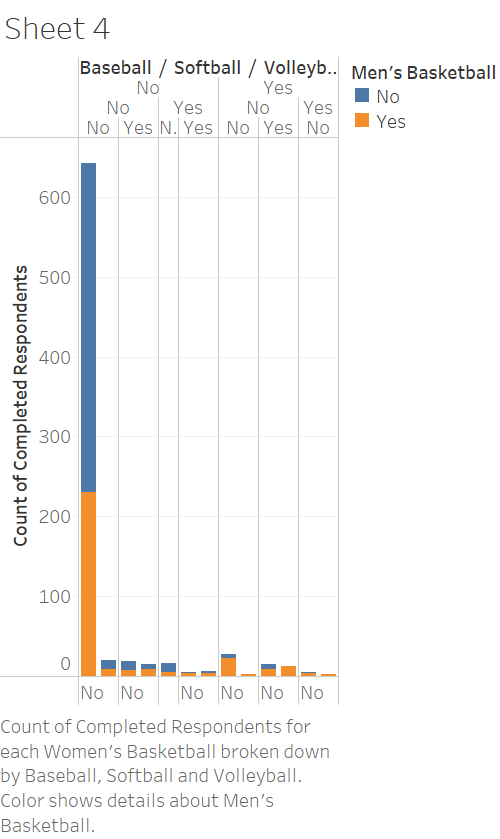 Sheet 4
Baseball / Softball / Volleyb..
No Yes
No Yes No Yes
No Yes N. Yes No Yes No
Men's Basketball
No
Yes
Count of Completed Respondents
600
500
400
300
200
100
0
No No No No No No
Count of Completed Respondents for
each Women's Basketball broken down
by Baseball, Softball and Volleyball.
Color shows details about Men's
Basketball.